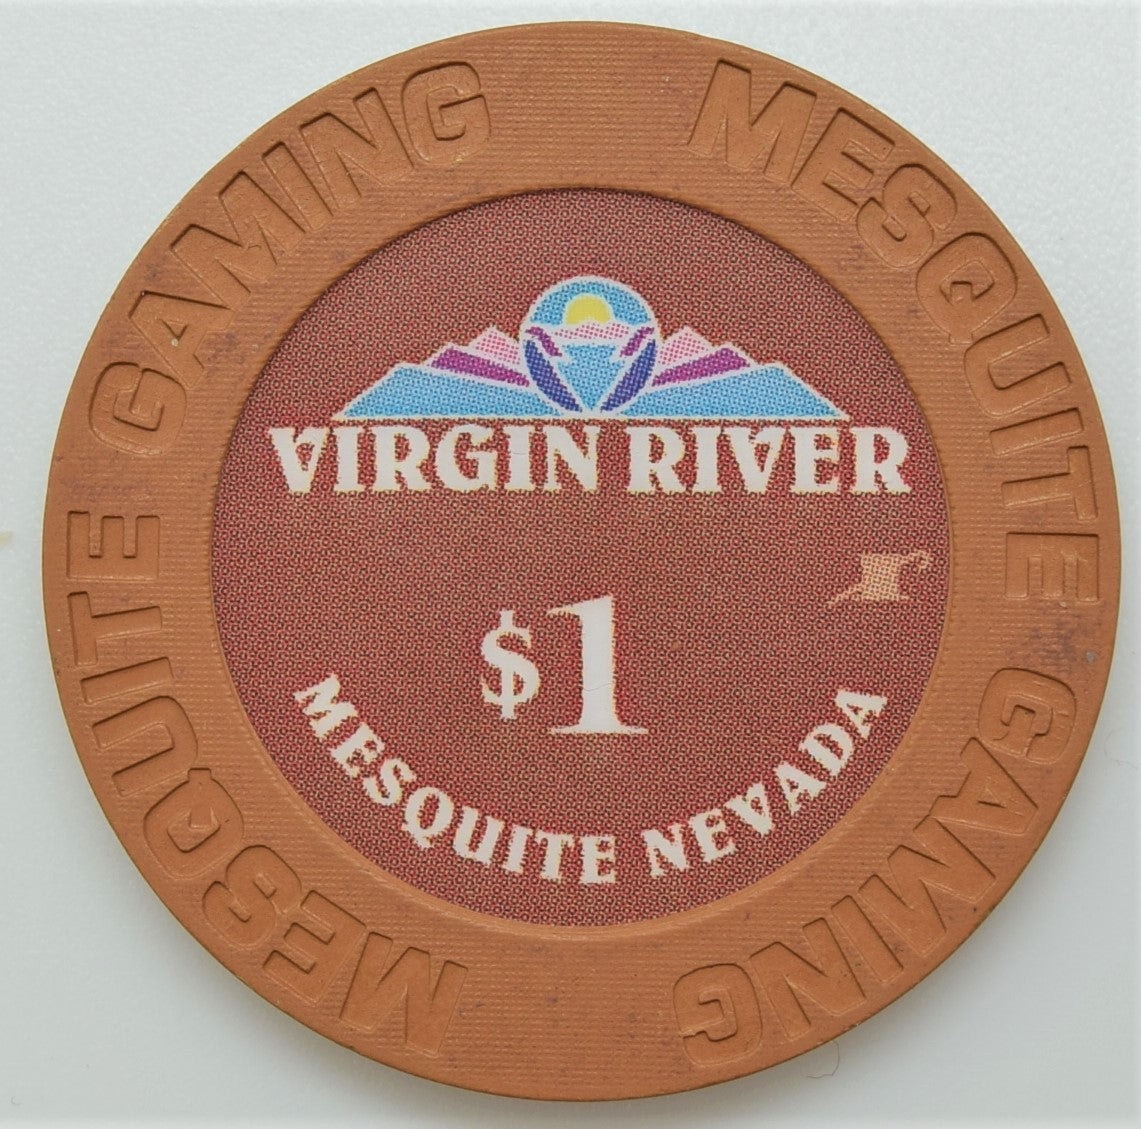 MESQUITE GAMING
MESQUITE GAMING
VIRGIN RIVER
$1
MESQUITE NEVADA